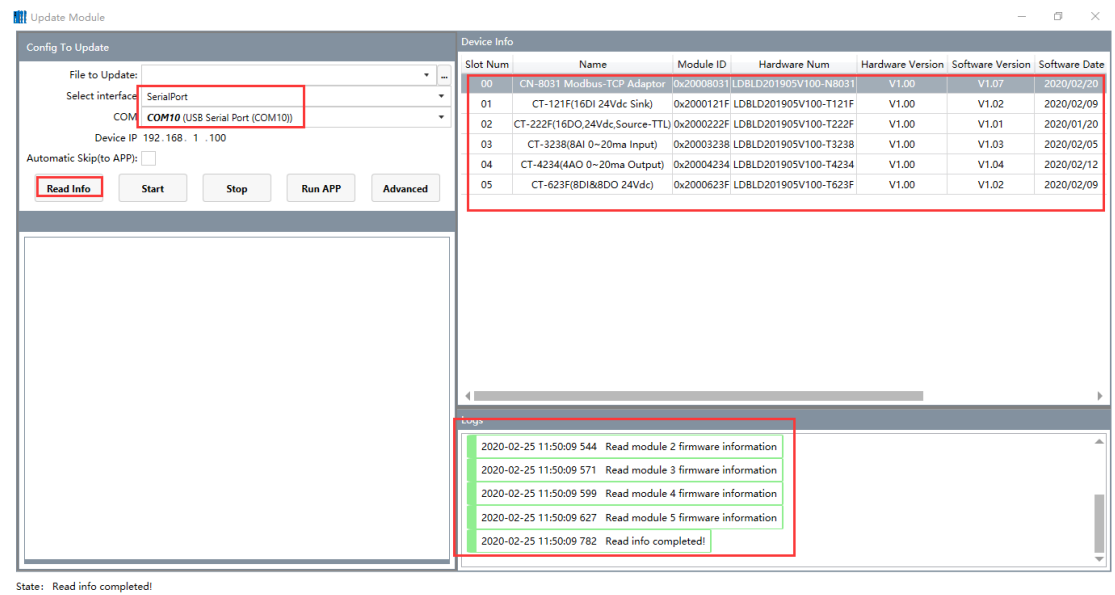 Update Module
Config To Update
File to Update:
...
Select interface SerialPort
COM COM10 (USB Serial Port (COM10))
Device IP 192 . 168 . 1 . 100
Automatic Skip(to APP):
Read Info Start Stop Run APP Advanced
Device Info
Slot Num Name Module ID Hardware Num Hardware Version Software Version Software Date
00 CN-8031 Modbus-TCP Adaptor 0x20008031 LDBLD201905V100-N8031 V1.00 V1.07 2020/02/20
01 CT-121F(16DI 24Vdc Sink) 0x2000121F LDBLD201905V100-T121F V1.00 V1.02 2020/02/09
02 CT-222F(16DO,24Vdc,Source-TTL) 0x2000222F LDBLD201905V100-T222F V1.00 V1.01 2020/01/20
03 CT-3238(8AI 0~20ma Input) 0x20003238 LDBLD201905V100-T3238 V1.00 V1.03 2020/02/05
04 CT-4234(4AO 0~20ma Output) 0x20004234 LDBLD201905V100-T4234 V1.00 V1.04 2020/02/12
05 CT-623F(8DI&8DO 24Vdc) 0x2000623F LDBLD201905V100-T623F V1.00 V1.02 2020/02/09
Logs
2020-02-25 11:50:09 544 Read module 2 firmware information
2020-02-25 11:50:09 571 Read module 3 firmware information
2020-02-25 11:50:09 599 Read module 4 firmware information
2020-02-25 11:50:09 627 Read module 5 firmware information
2020-02-25 11:50:09 782 Read info completed!
State: Read info completed!